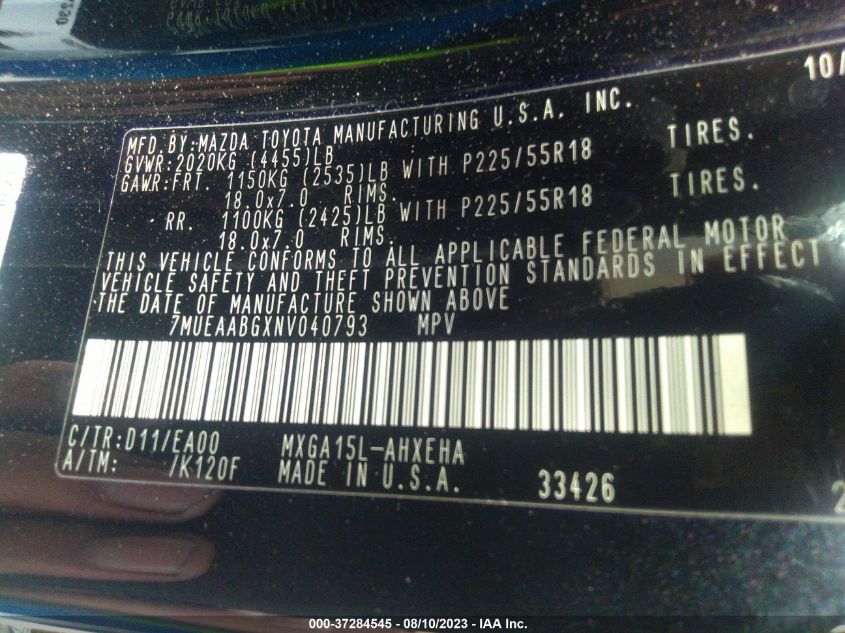 10/
MFD.BY:MAZDA TOYOTA MANUFACTURING U.S.A. INC.
GVWR:2020KG (4455)LB
GAWR:FRT. 1150KG (2535)LB WITH P225/55R18 TIRES.
18.0x7.0 RIMS.
RR. 1100KG (2425)LB WITH P225/55R18 TIRES.
18.0x7.0 RIMS.
THIS VEHICLE CONFORMS TO ALL APPLICABLE FEDERAL MOTOR
VEHICLE SAFETY AND THEFT PREVENTION STANDARDS IN EFFECT
THE DATE OF MANUFACTURE SHOWN ABOVE
7MUEAABGXNV040793 MPV
C/TR:D11/EA00 MXGA15L-AHXEHA
A/TM: /K120F MADE IN U.S.A. 33426
000-37284545 - 08/10/2023 - IAA Inc.